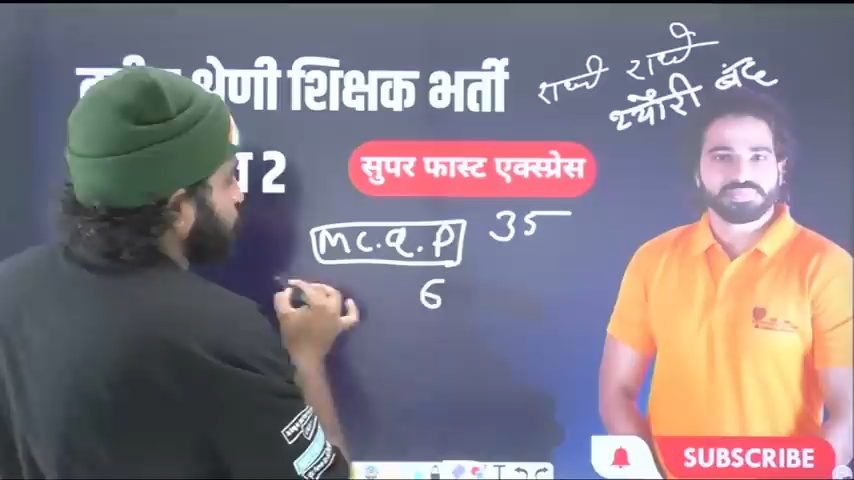 श्रेणी शिक्षक भर्ती
राधे राधे
थ्योरी बंद
2
सुपर फास्ट एक्सप्रेस
M C. Q. P 35
6
SUBSCRIBE